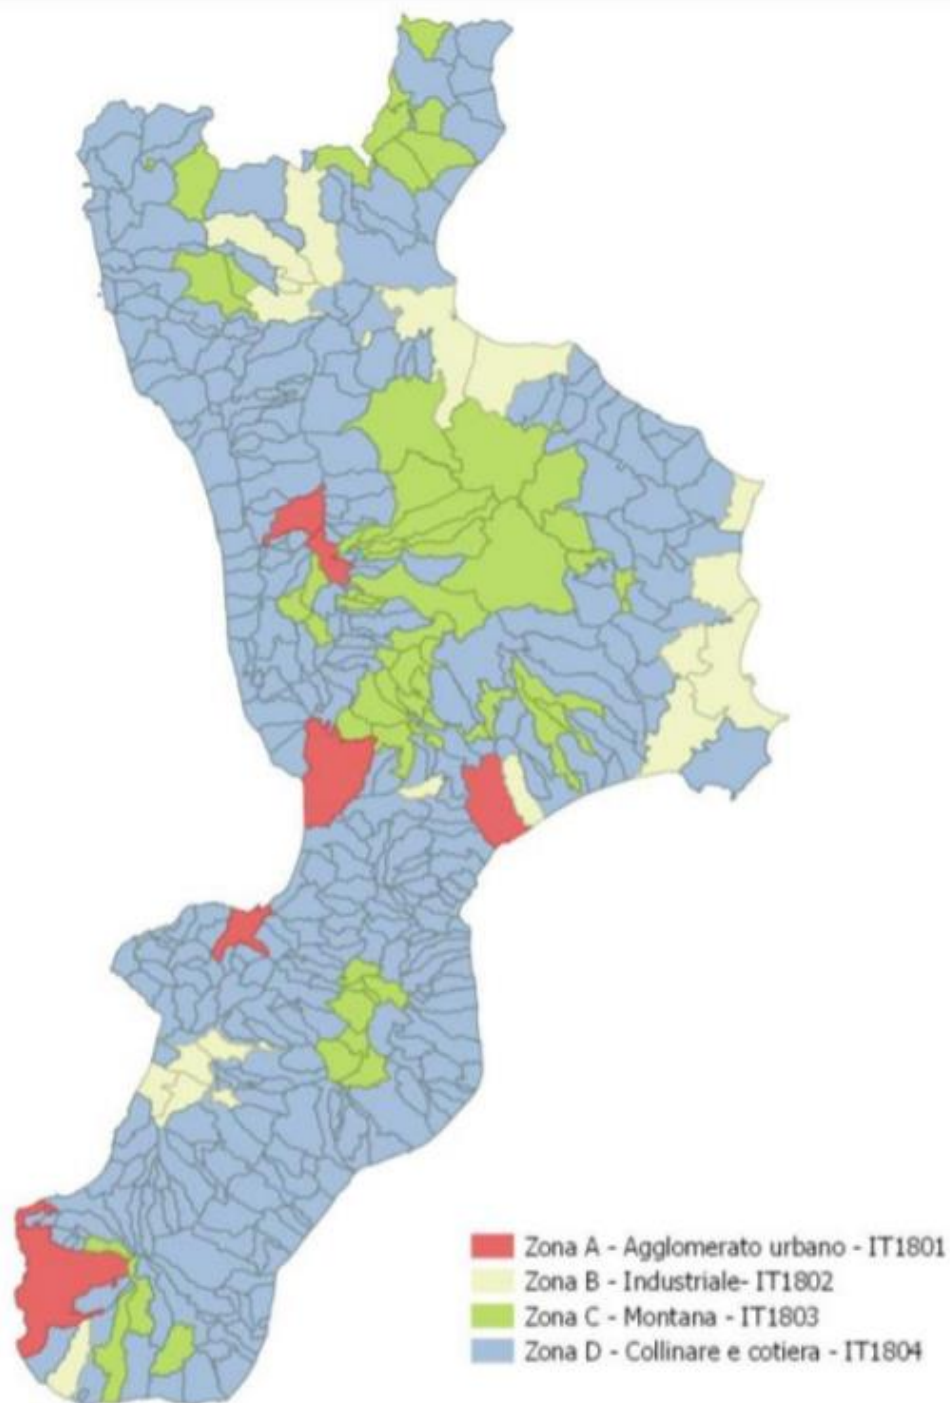 Zona A - Agglomerato urbano - IT1801
Zona B - Industriale- IT1802
Zona C - Montana - IT1803
Zona D - Collinare e cotiera - IT1804